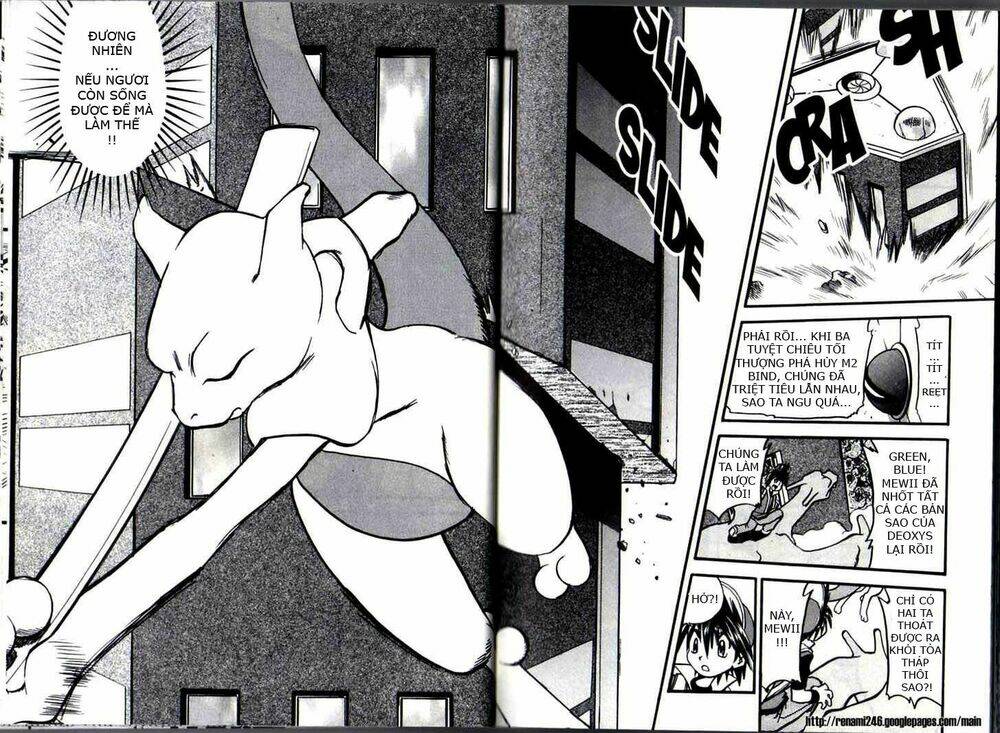 SH
CRA
TÍT
...
TÍT
...
REET
...
PHẢI RỒI... KHI BA
TUYỆT CHIÊU TỐI
THƯỢNG PHÁ HỦY M2
BIND, CHÚNG ĐÃ
TRIỆT TIÊU LẪN NHAU,
SAO TA NGU QUÁ...
GREEN,
BLUE!
MEWII ĐÃ
NHỐT TẤT
CẢ CÁC BẢN
SAO CỦA
DEOXYS
LẠI RỒI!
CHÚNG
TA LÀM
ĐƯỢC
RỒI!
CHỈ CÓ
HAI TA
THOÁT
ĐƯỢC RA
KHỎI TÒA
THÁP
THÔI
SAO?!
NÀY,
MEWII
!!!
HỞ?!
SLIDE
SLIDE
ĐƯƠNG
NHIÊN
...
NẾU NGƯƠI
CÒN SỐNG
ĐƯỢC ĐỂ MÀ
LÀM THẾ
!!
http://renami246.googlepages.com/main